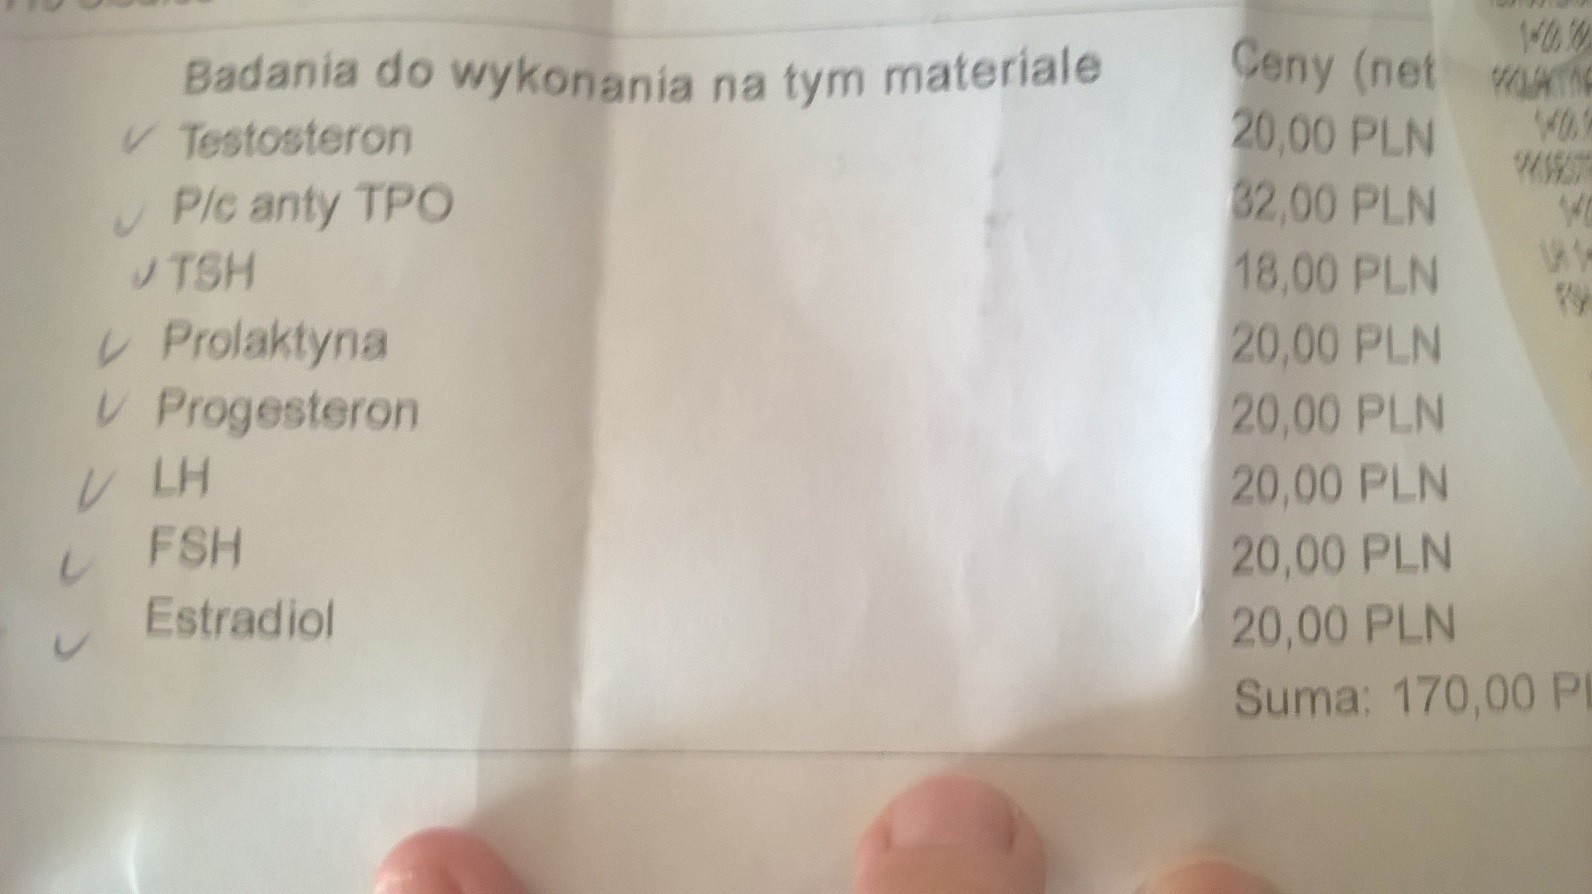 Badania do wykonania na tym materiale Ceny (net
Testosteron 20,00 PLN
P/c anty TPO 32,00 PLN
TSH 18,00 PLN
Prolaktyna 20,00 PLN
Progesteron 20,00 PLN
LH 20,00 PLN
FSH 20,00 PLN
Estradiol 20,00 PLN
Suma: 170,00 PL